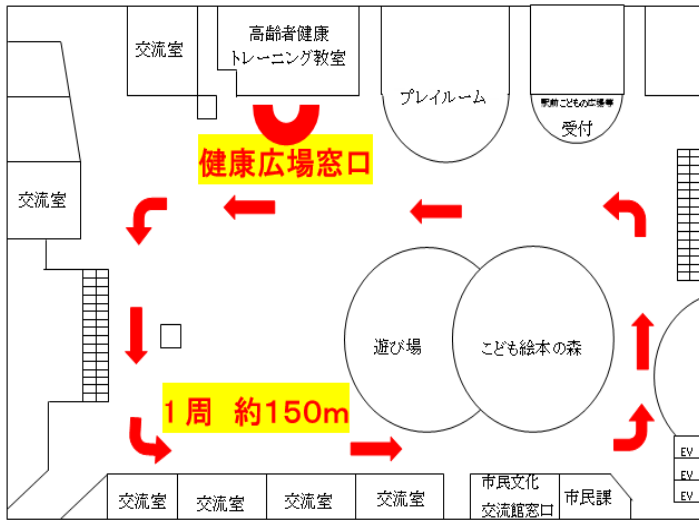 高齢者健康
トレーニング教室
交流室
プレイルーム
駅前こどもの広場等
受付
健康広場窓口
交流室
遊び場
こども絵本の森
1周 約150m
交流室
交流室
交流室
交流室
市民文化
交流館窓口
市民課
EV
EV
EV